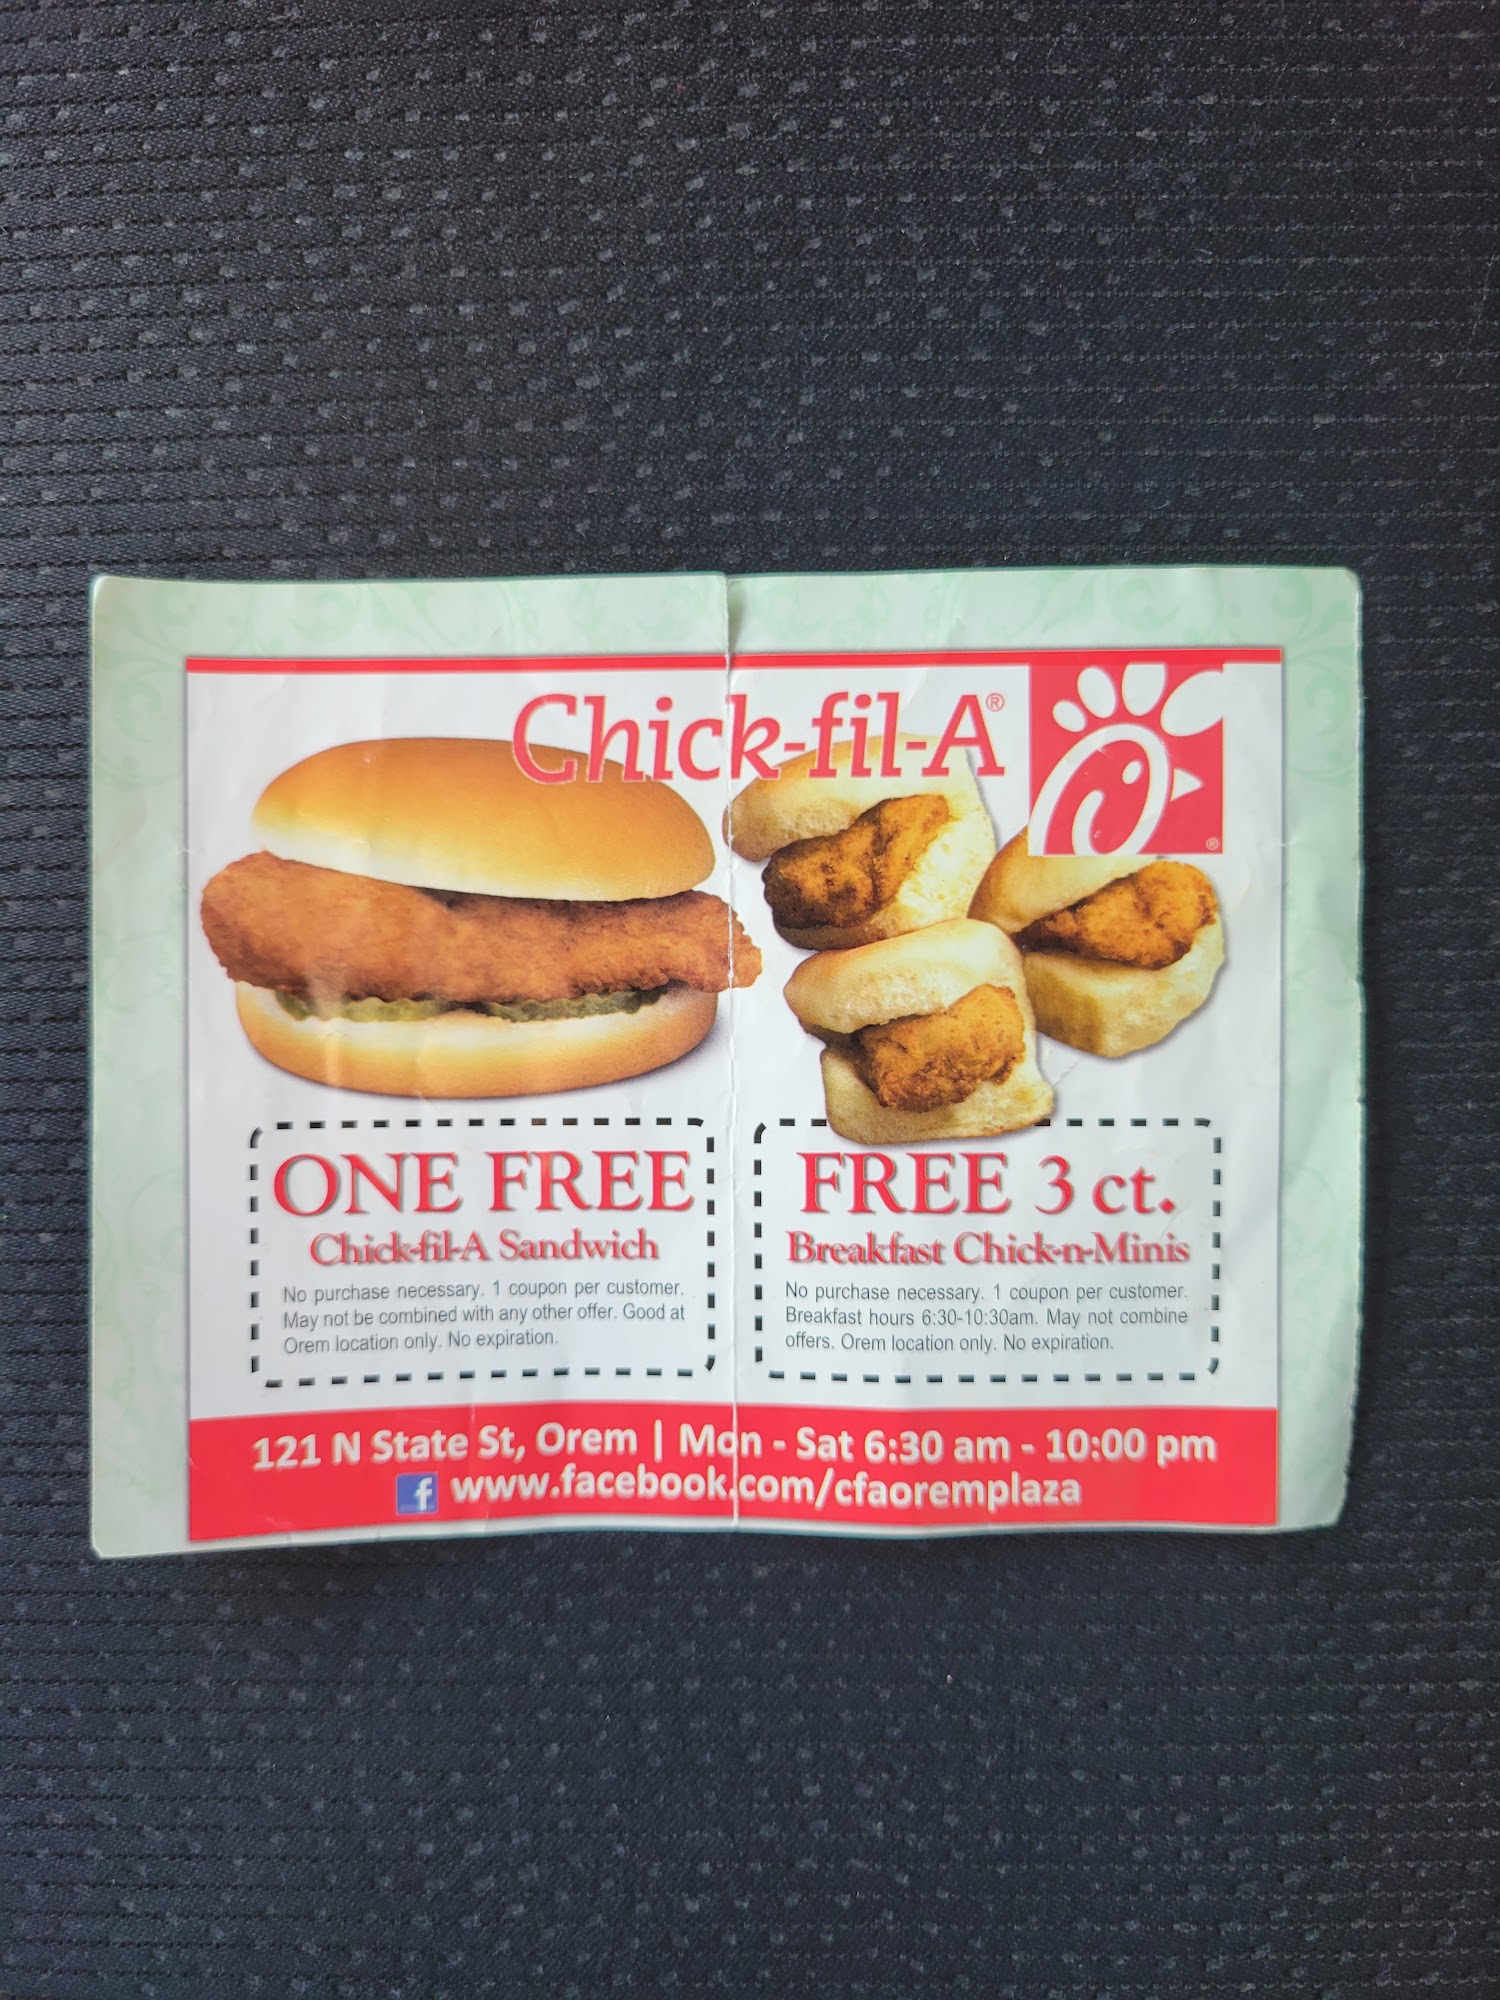 Chick-fil-A®
®
ONE FREE
Chick-fil-A Sandwich
No purchase necessary. 1 coupon per customer.
May not be combined with any other offer. Good at
Orem location only. No expiration.
FREE 3 ct.
Breakfast Chick-n-Minis
No purchase necessary. 1 coupon per customer.
Breakfast hours 6:30-10:30am. May not combine
offers. Orem location only. No expiration.
121 N State St, Orem | Mon - Sat 6:30 am - 10:00 pm
f www.facebook.com/cfaoremplaza